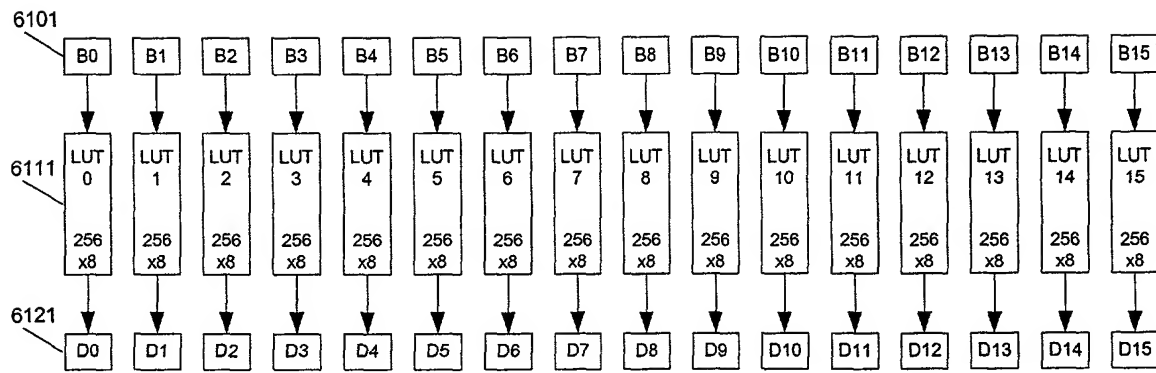 6101
B0 B1 B2 B3 B4 B5 B6 B7 B8 B9 B10 B11 B12 B13 B14 B15
6111
LUT LUT LUT LUT LUT LUT LUT LUT LUT LUT LUT LUT LUT LUT LUT LUT
0 1 2 3 4 5 6 7 8 9 10 11 12 13 14 15
256 256 256 256 256 256 256 256 256 256 256 256 256 256 256 256
x8 x8 x8 x8 x8 x8 x8 x8 x8 x8 x8 x8 x8 x8 x8 x8
6121
D0 D1 D2 D3 D4 D5 D6 D7 D8 D9 D10 D11 D12 D13 D14 D15